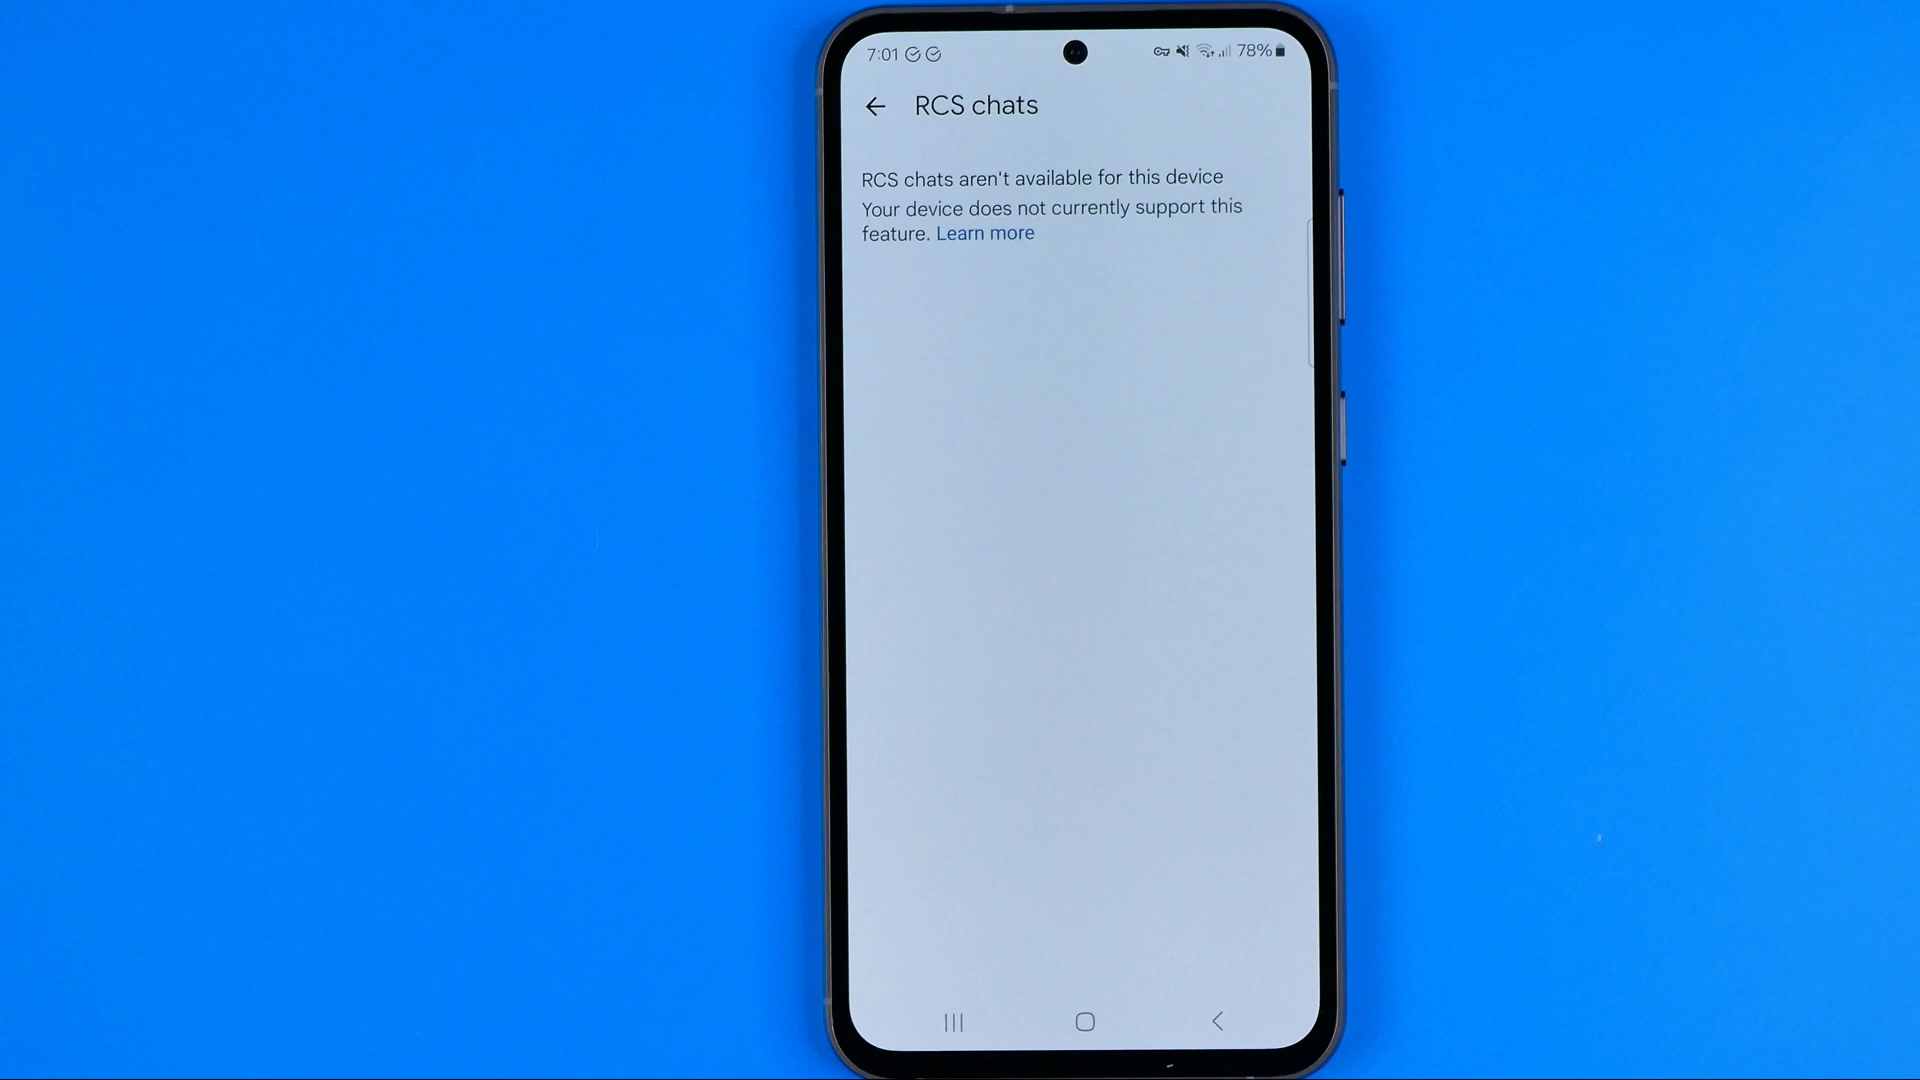 7:01 78%
RCS chats
RCS chats aren't available for this device
Your device does not currently support this
feature. Learn more